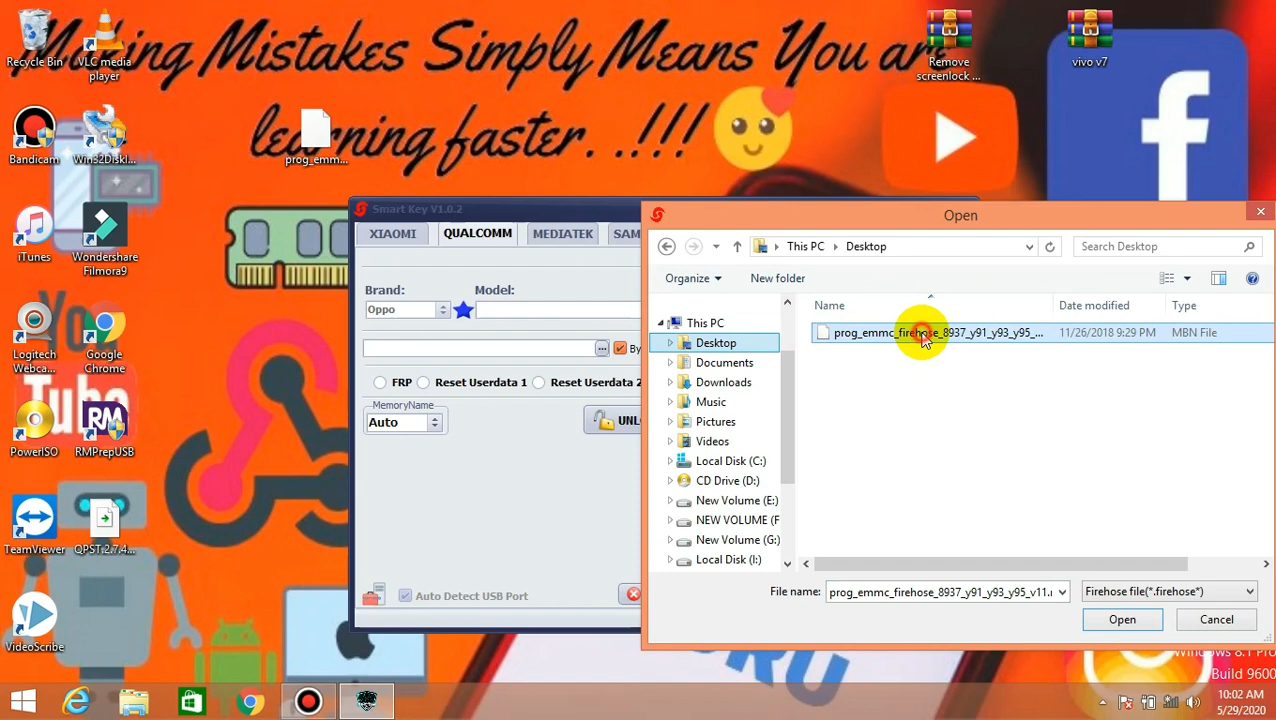 Making Mistakes Simply Means You are
learning faster. ..!!!
Recycle Bin
VLC media
player
Remove
screenlock ...
vivo v7
Bandicam
Win32DiskI...
prog_emm...
iTunes
Wondershare
Filmora9
Logitech
Webca...
Google
Chrome
PowerISO
RMPrepUSB
TeamViewer
QPST.2.7.4...
VideoScribe
You
Tube
Smart Key V1.0.2
XIAOMI
QUALCOMM
MEDIATEK
SAM
Brand:
Model:
Oppo
By
FRP
Reset Userdata 1
Reset Userdata 2
MemoryName
Auto
UNL
Auto Detect USB Port
Open
This PC
Desktop
Search Desktop
Organize
New folder
Name
Date modified
Type
This PC
Desktop
Documents
Downloads
Music
Pictures
Videos
Local Disk (C:)
CD Drive (D:)
New Volume (E:)
NEW VOLUME (F
New Volume (G:)
Local Disk (I:)
prog_emmc_firehose_8937_y91_y93_y95_...
11/26/2018 9:29 PM
MBN File
File name:
prog_emmc_firehose_8937_y91_y93_y95_v11.
Firehose file(*.firehose*)
Open
Cancel
Windows 8.1 Pro
Build 9600
10:02 AM
5/29/2020